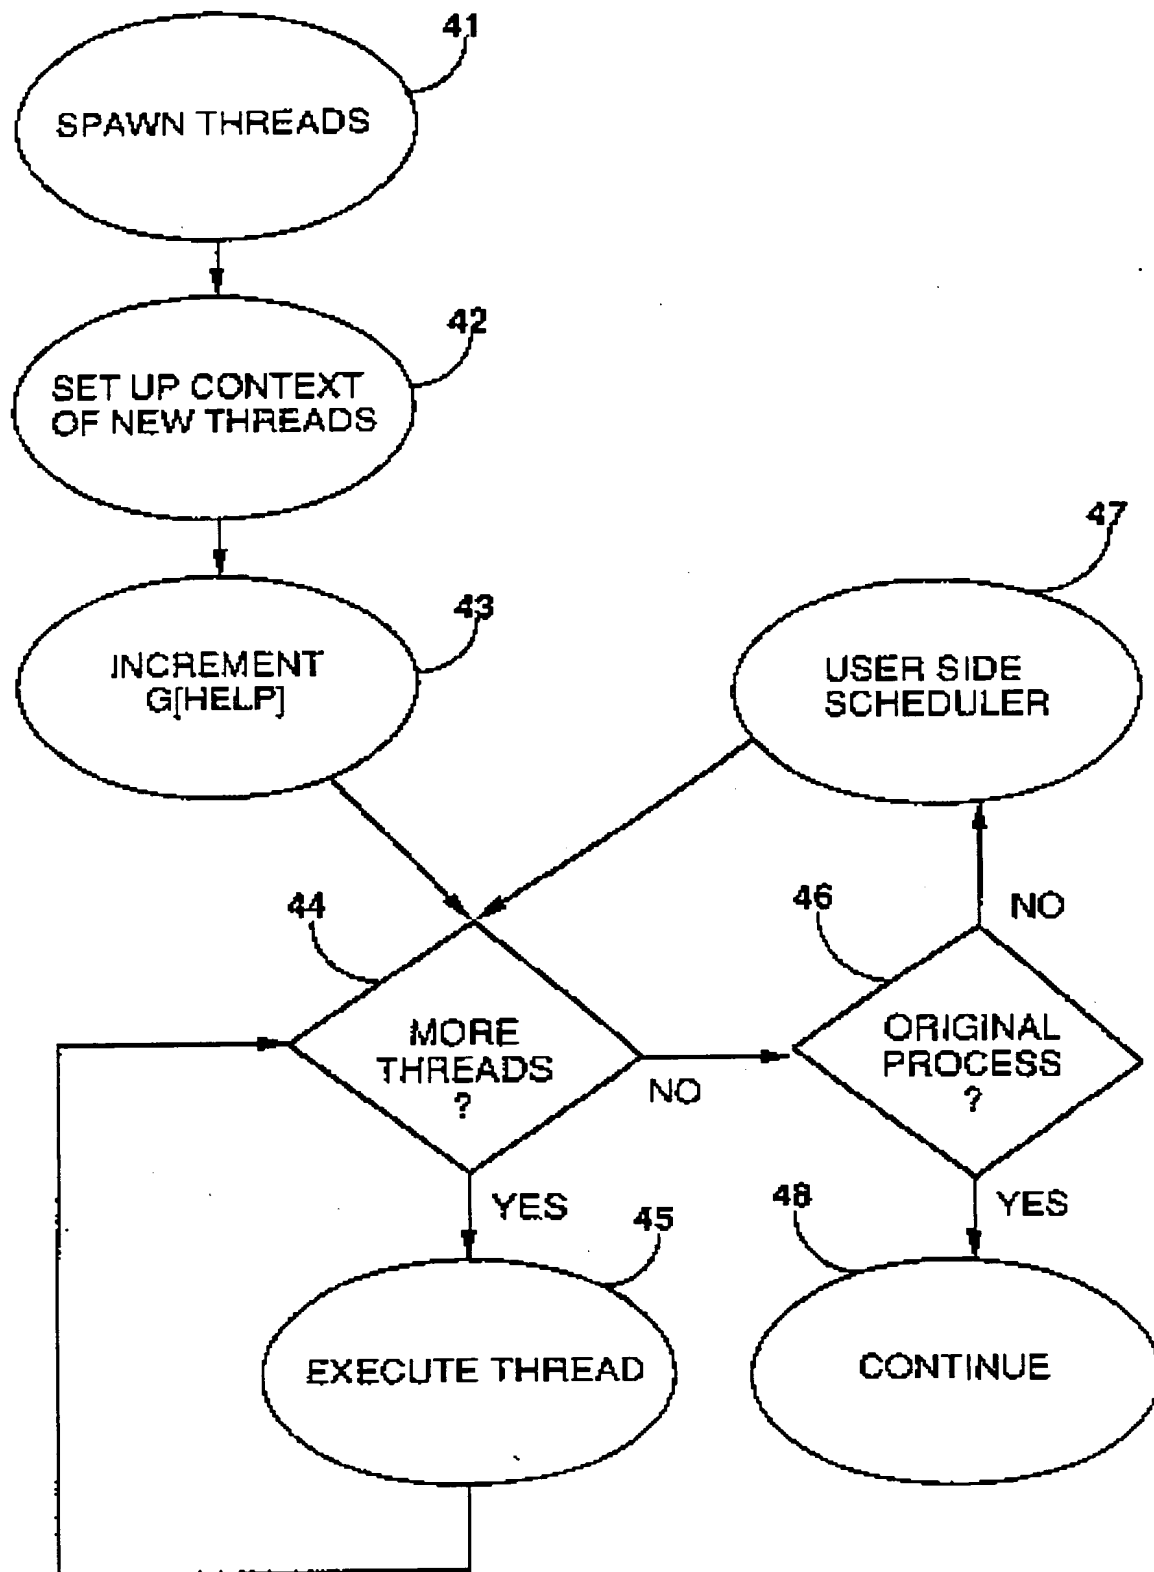 41
SPAWN THREADS
42
SET UP CONTEXT
OF NEW THREADS
43
INCREMENT
G[HELP]
47
USER SIDE
SCHEDULER
44
MORE
THREADS
?
NO
YES
46
NO
ORIGINAL
PROCESS
?
YES
45
EXECUTE THREAD
48
CONTINUE